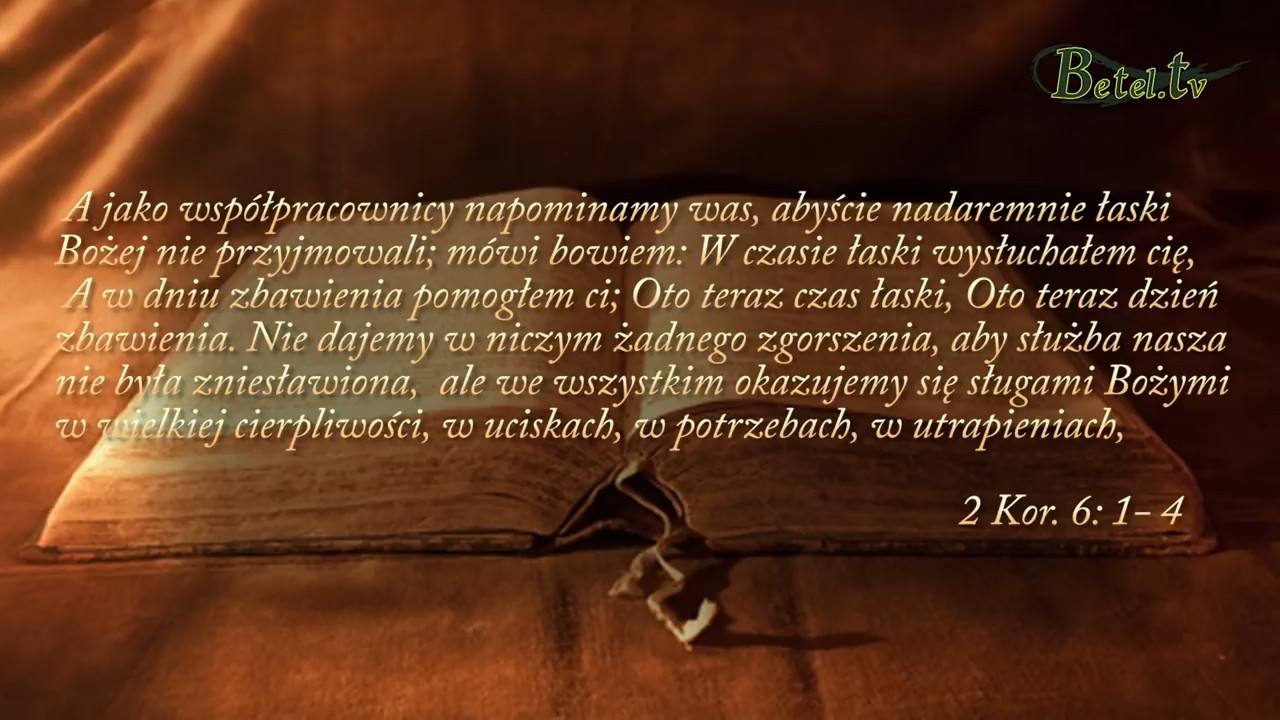 Betel.tv
A jako współpracownicy napominamy was, abyście nadaremnie łaski
Bożej nie przyjmowali; mówi bowiem: W czasie łaski wysłuchałem cię,
A w dniu zbawienia pomogłem ci; Oto teraz czas łaski, Oto teraz dzień
zbawienia. Nie dajemy w niczym żadnego zgorszenia, aby służba nasza
nie była zniesławiona, ale we wszystkim okazujemy się sługami Bożymi
w wielkiej cierpliwości, w uciskach, w potrzebach, w utrapieniach,
2 Kor. 6: 1- 4